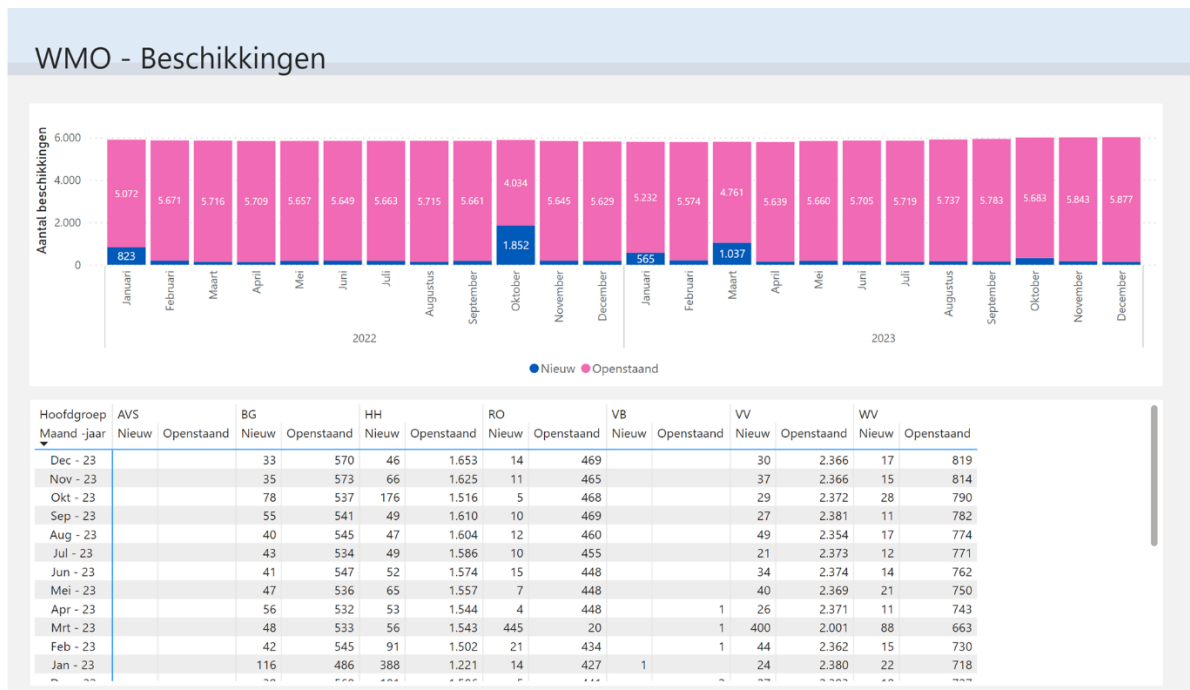 WMO - Beschikkingen
Aantal beschikkingen
6.000
4.000
2.000
0
5.072 5.671 5.716 5.709 5.657 5.649 5.663 5.715 5.661 4.034 5.645 5.629 5.232 5.574 4.761 5.639 5.660 5.705 5.719 5.737 5.783 5.683 5.843 5.877
823 1.852 565 1.037
Januari Februari Maart April Mei Juni Juli Augustus September Oktober November December Januari Februari Maart April Mei Juni Juli Augustus September Oktober November December
2022 2023
Nieuw Openstaand
Hoofdgroep AVS BG HH RO VB VV WV
Maand -jaar Nieuw Openstaand Nieuw Openstaand Nieuw Openstaand Nieuw Openstaand Nieuw Openstaand Nieuw Openstaand Nieuw Openstaand
Dec - 23 33 570 46 1.653 14 469 30 2.366 17 819
Nov - 23 35 573 66 1.625 11 465 37 2.366 15 814
Okt - 23 78 537 176 1.516 5 468 29 2.372 28 790
Sep - 23 55 541 49 1.610 10 469 27 2.381 11 782
Aug - 23 40 545 47 1.604 12 460 49 2.354 17 774
Jul - 23 43 534 49 1.586 10 455 21 2.373 12 771
Jun - 23 41 547 52 1.574 15 448 34 2.374 14 762
Mei - 23 47 536 65 1.557 7 448 40 2.369 21 750
Apr - 23 56 532 53 1.544 4 448 1 26 2.371 11 743
Mrt - 23 48 533 56 1.543 445 20 1 400 2.001 88 663
Feb - 23 42 545 91 1.502 21 434 1 44 2.362 15 730
Jan - 23 116 486 388 1.221 14 427 1 24 2.380 22 718